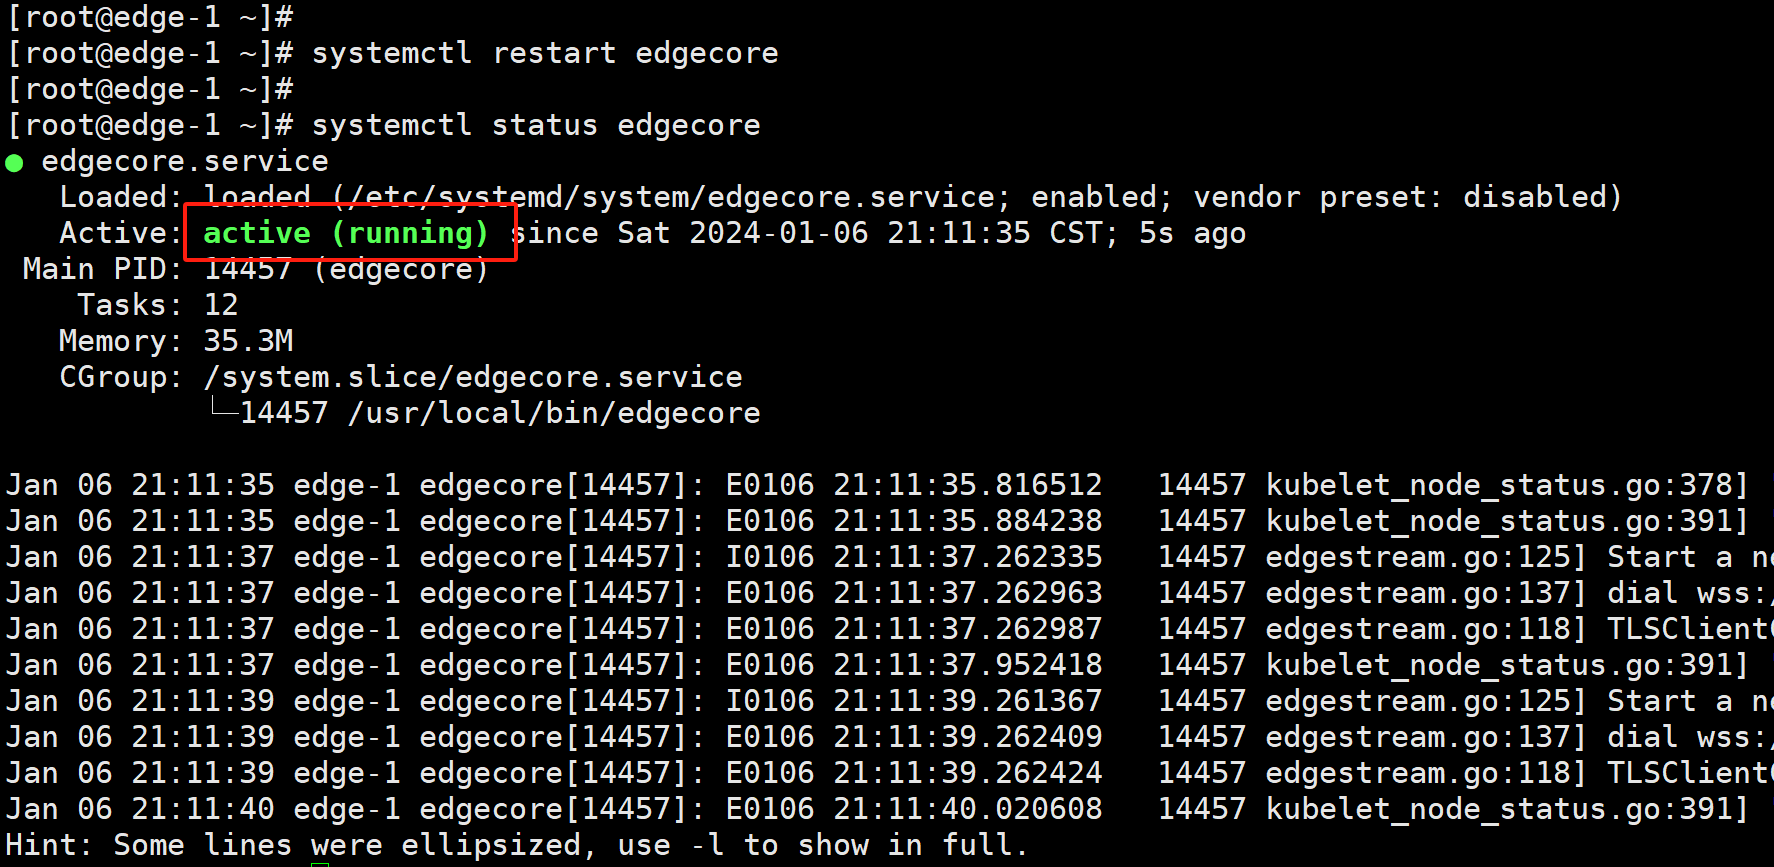 [root@edge-1 ~]#
[root@edge-1 ~]# systemctl restart edgecore
[root@edge-1 ~]#
[root@edge-1 ~]# systemctl status edgecore
● edgecore.service
   Loaded: loaded (/etc/systemd/system/edgecore.service; enabled; vendor preset: disabled)
   Active: active (running) since Sat 2024-01-06 21:11:35 CST; 5s ago
 Main PID: 14457 (edgecore)
    Tasks: 12
   Memory: 35.3M
   CGroup: /system.slice/edgecore.service
           └─14457 /usr/local/bin/edgecore
Jan 06 21:11:35 edge-1 edgecore[14457]: E0106 21:11:35.816512   14457 kubelet_node_status.go:378]
Jan 06 21:11:35 edge-1 edgecore[14457]: E0106 21:11:35.884238   14457 kubelet_node_status.go:391]
Jan 06 21:11:37 edge-1 edgecore[14457]: I0106 21:11:37.262335   14457 edgestream.go:125] Start a ne
Jan 06 21:11:37 edge-1 edgecore[14457]: E0106 21:11:37.262963   14457 edgestream.go:137] dial wss:/
Jan 06 21:11:37 edge-1 edgecore[14457]: E0106 21:11:37.262987   14457 edgestream.go:118] TLSClient
Jan 06 21:11:37 edge-1 edgecore[14457]: E0106 21:11:37.952418   14457 kubelet_node_status.go:391]
Jan 06 21:11:39 edge-1 edgecore[14457]: I0106 21:11:39.261367   14457 edgestream.go:125] Start a ne
Jan 06 21:11:39 edge-1 edgecore[14457]: E0106 21:11:39.262409   14457 edgestream.go:137] dial wss:/
Jan 06 21:11:39 edge-1 edgecore[14457]: E0106 21:11:39.262424   14457 edgestream.go:118] TLSClient
Jan 06 21:11:40 edge-1 edgecore[14457]: E0106 21:11:40.020608   14457 kubelet_node_status.go:391]
Hint: Some lines were ellipsized, use -l to show in full.